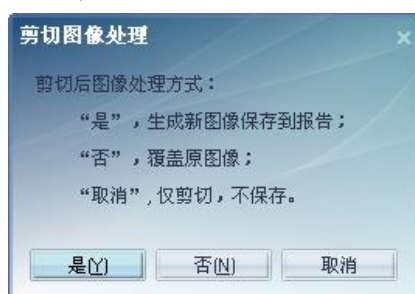 剪切图像处理
剪切后图像处理方式：
“是”，生成新图像保存到报告；
“否”，覆盖原图像；
“取消”，仅剪切，不保存。
是(Y) 否(N) 取消